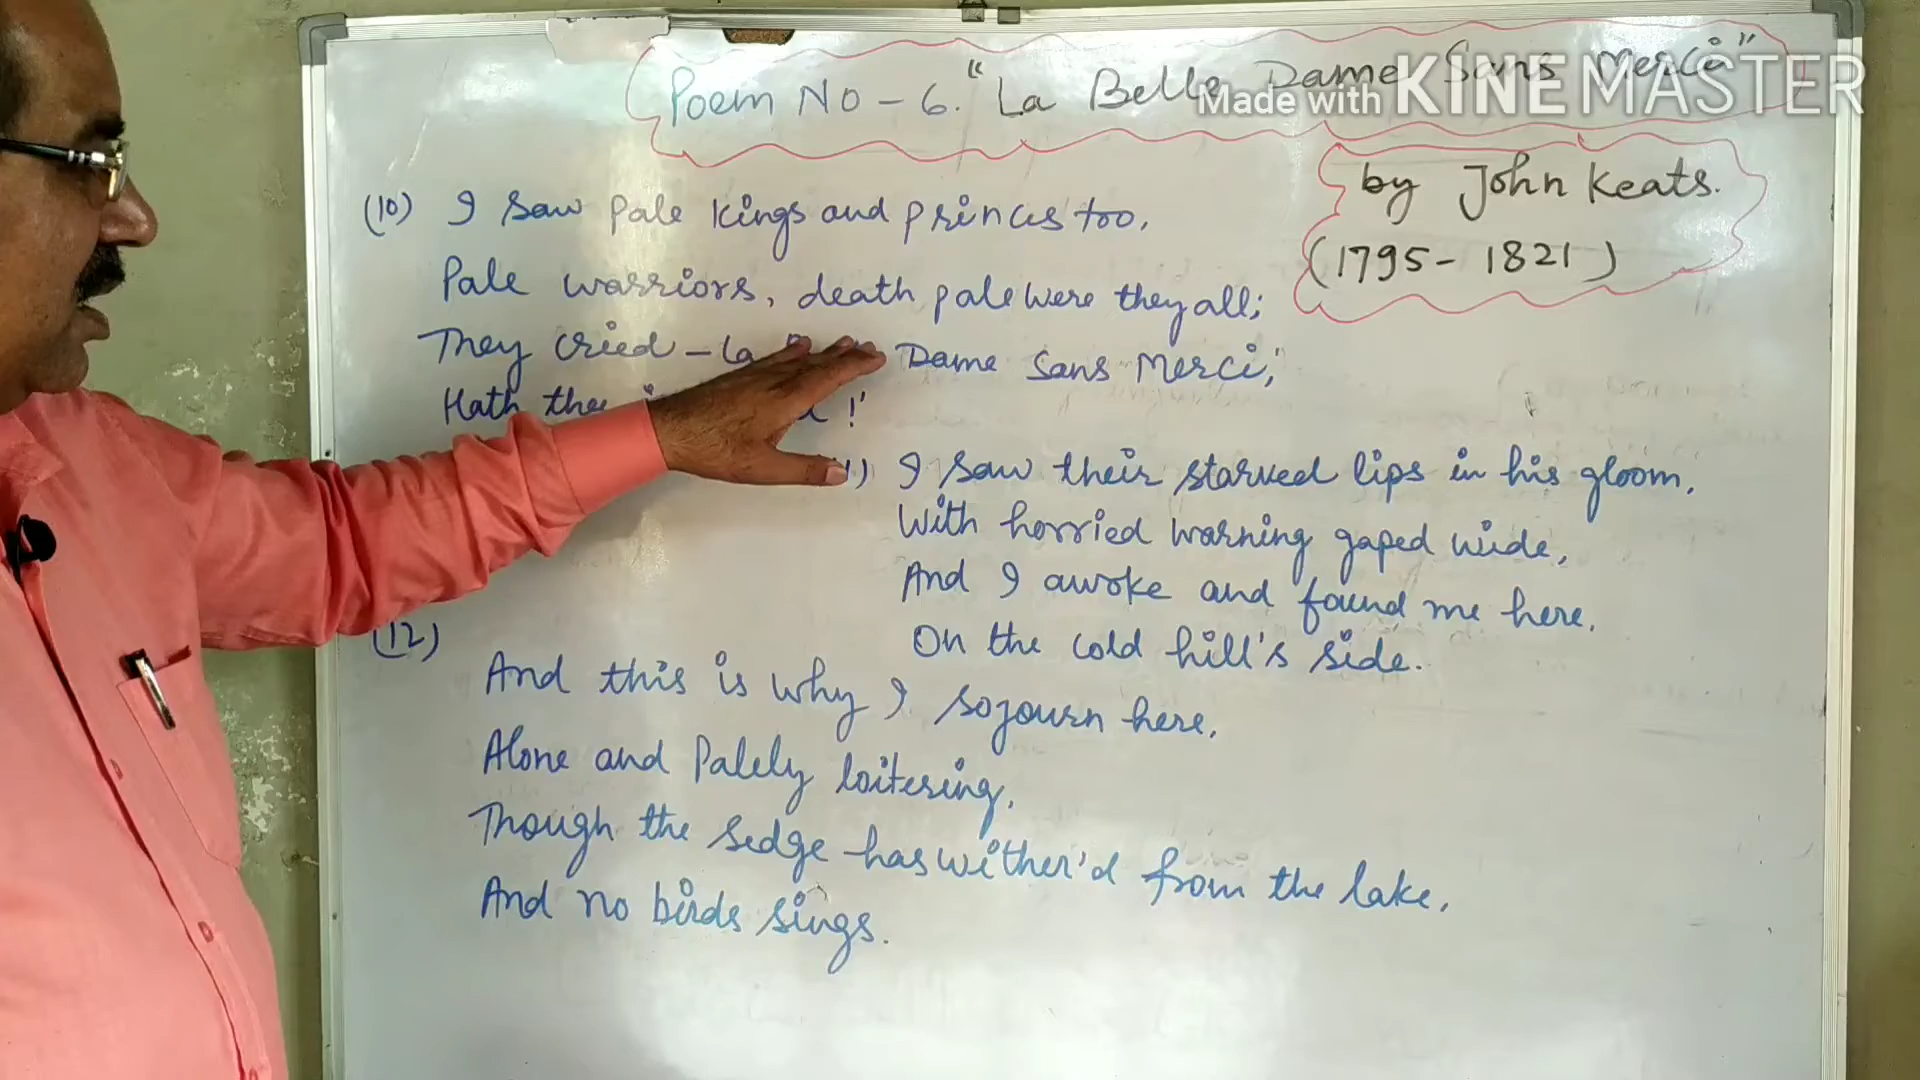 Poem No - 6. "La Belle Dame Sans Merci"
Made with KINEMASTER
by John Keats.
(1795 - 1821)
(10) I saw Pale Kings and princes too,
Pale warriors, death pale were they all;
They cried - La Dame Sans Merci,
Hath thee !'
I saw their starved lips in his gloom,
With horried warning gaped wide,
And I awoke and found me here,
On the cold hill's side.
(12)
And this is why I sojourn here,
Alone and Palely loitering,
Though the sedge has wither'd from the lake,
And no birds sings.